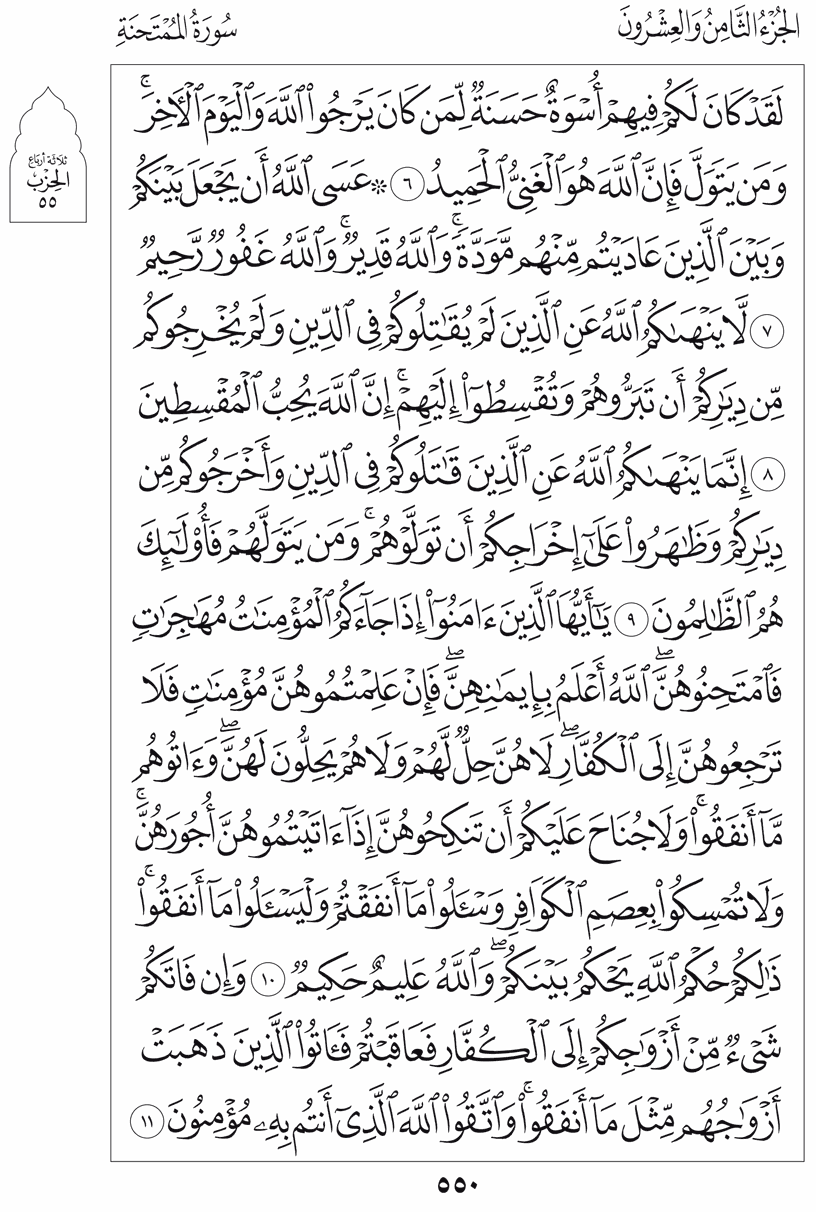 الجُزْءُ الثَّامِنُ وَالعِشْرُونَ
سُورَةُ المُمْتَحنَةِ
ثلاثة أرباع
الحِزْب
٥٥
لَقَدْ كَانَ لَكُمْ فِيهِمْ أُسْوَةٌ حَسَنَةٌ لِّمَن كَانَ يَرْجُوا۟ ٱللَّهَ وَٱلْيَوْمَ ٱلْـَٔاخِرَ ۚ
وَمَن يَتَوَلَّ فَإِنَّ ٱللَّهَ هُوَ ٱلْغَنِىُّ ٱلْحَمِيدُ ٦ ۞ عَسَى ٱللَّهُ أَن يَجْعَلَ بَيْنَكُمْ
وَبَيْنَ ٱلَّذِينَ عَادَيْتُم مِّنْهُم مَّوَدَّةً ۚ وَٱللَّهُ قَدِيرٌ ۚ وَٱللَّهُ غَفُورٌ رَّحِيمٌ
٧ لَّا يَنْهَىٰكُمُ ٱللَّهُ عَنِ ٱلَّذِينَ لَمْ يُقَـٰتِلُوكُمْ فِى ٱلدِّينِ وَلَمْ يُخْرِجُوكُم
مِّن دِيَـٰرِكُمْ أَن تَبَرُّوهُمْ وَتُقْسِطُوٓا۟ إِلَيْهِمْ ۚ إِنَّ ٱللَّهَ يُحِبُّ ٱلْمُقْسِطِينَ
٨ إِنَّمَا يَنْهَىٰكُمُ ٱللَّهُ عَنِ ٱلَّذِينَ قَـٰتَلُوكُمْ فِى ٱلدِّينِ وَأَخْرَجُوكُم مِّن
دِيَـٰرِكُمْ وَظَـٰهَرُوا۟ عَلَىٰٓ إِخْرَاجِكُمْ أَن تَوَلَّوْهُمْ ۚ وَمَن يَتَوَلَّهُمْ فَأُو۟لَـٰٓئِكَ
هُمُ ٱلظَّـٰلِمُونَ ٩ يَـٰٓأَيُّهَا ٱلَّذِينَ ءَامَنُوٓا۟ إِذَا جَآءَكُمُ ٱلْمُؤْمِنَـٰتُ مُهَـٰجِرَٰتٍ
فَٱمْتَحِنُوهُنَّ ۖ ٱللَّهُ أَعْلَمُ بِإِيمَـٰنِهِنَّ ۖ فَإِنْ عَلِمْتُمُوهُنَّ مُؤْمِنَـٰتٍ فَلَا
تَرْجِعُوهُنَّ إِلَى ٱلْكُفَّارِ ۖ لَا هُنَّ حِلٌّ لَّهُمْ وَلَا هُمْ يَحِلُّونَ لَهُنَّ ۖ وَءَاتُوهُم
مَّآ أَنفَقُوا۟ ۚ وَلَا جُنَاحَ عَلَيْكُمْ أَن تَنكِحُوهُنَّ إِذَآ ءَاتَيْتُمُوهُنَّ أُجُورَهُنَّ ۚ
وَلَا تُمْسِكُوا۟ بِعِصَمِ ٱلْكَوَافِرِ وَسْـَٔلُوا۟ مَآ أَنفَقْتُمْ وَلْيَسْـَٔلُوا۟ مَآ أَنفَقُوا۟ ۚ
ذَٰلِكُمْ حُكْمُ ٱللَّهِ يَحْكُمُ بَيْنَكُمْ ۖ وَٱللَّهُ عَلِيمٌ حَكِيمٌ ١٠ وَإِن فَاتَكُمْ
شَىْءٌ مِّنْ أَزْوَٰجِكُمْ إِلَى ٱلْكُفَّارِ فَعَاقَبْتُمْ فَـَٔاتُوا۟ ٱلَّذِينَ ذَهَبَتْ
أَزْوَٰجُهُم مِّثْلَ مَآ أَنفَقُوا۟ ۚ وَٱتَّقُوا۟ ٱللَّهَ ٱلَّذِىٓ أَنتُم بِهِۦ مُؤْمِنُونَ ١١
٥٥٠